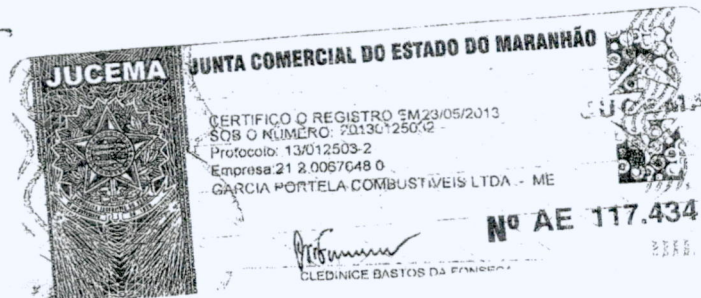 JUCEMA
JUNTA COMERCIAL DO ESTADO DO MARANHÃO
CERTIFICO O REGISTRO EM 23/05/2013
SOB O NÚMERO: 20130125032
Protocolo: 13/012503-2
Empresa: 21 2 0067648 0
GARCIA PORTELA COMBUSTIVEIS LTDA - ME
Nº AE 117.434
CLEDINICE BASTOS DA FONSECA